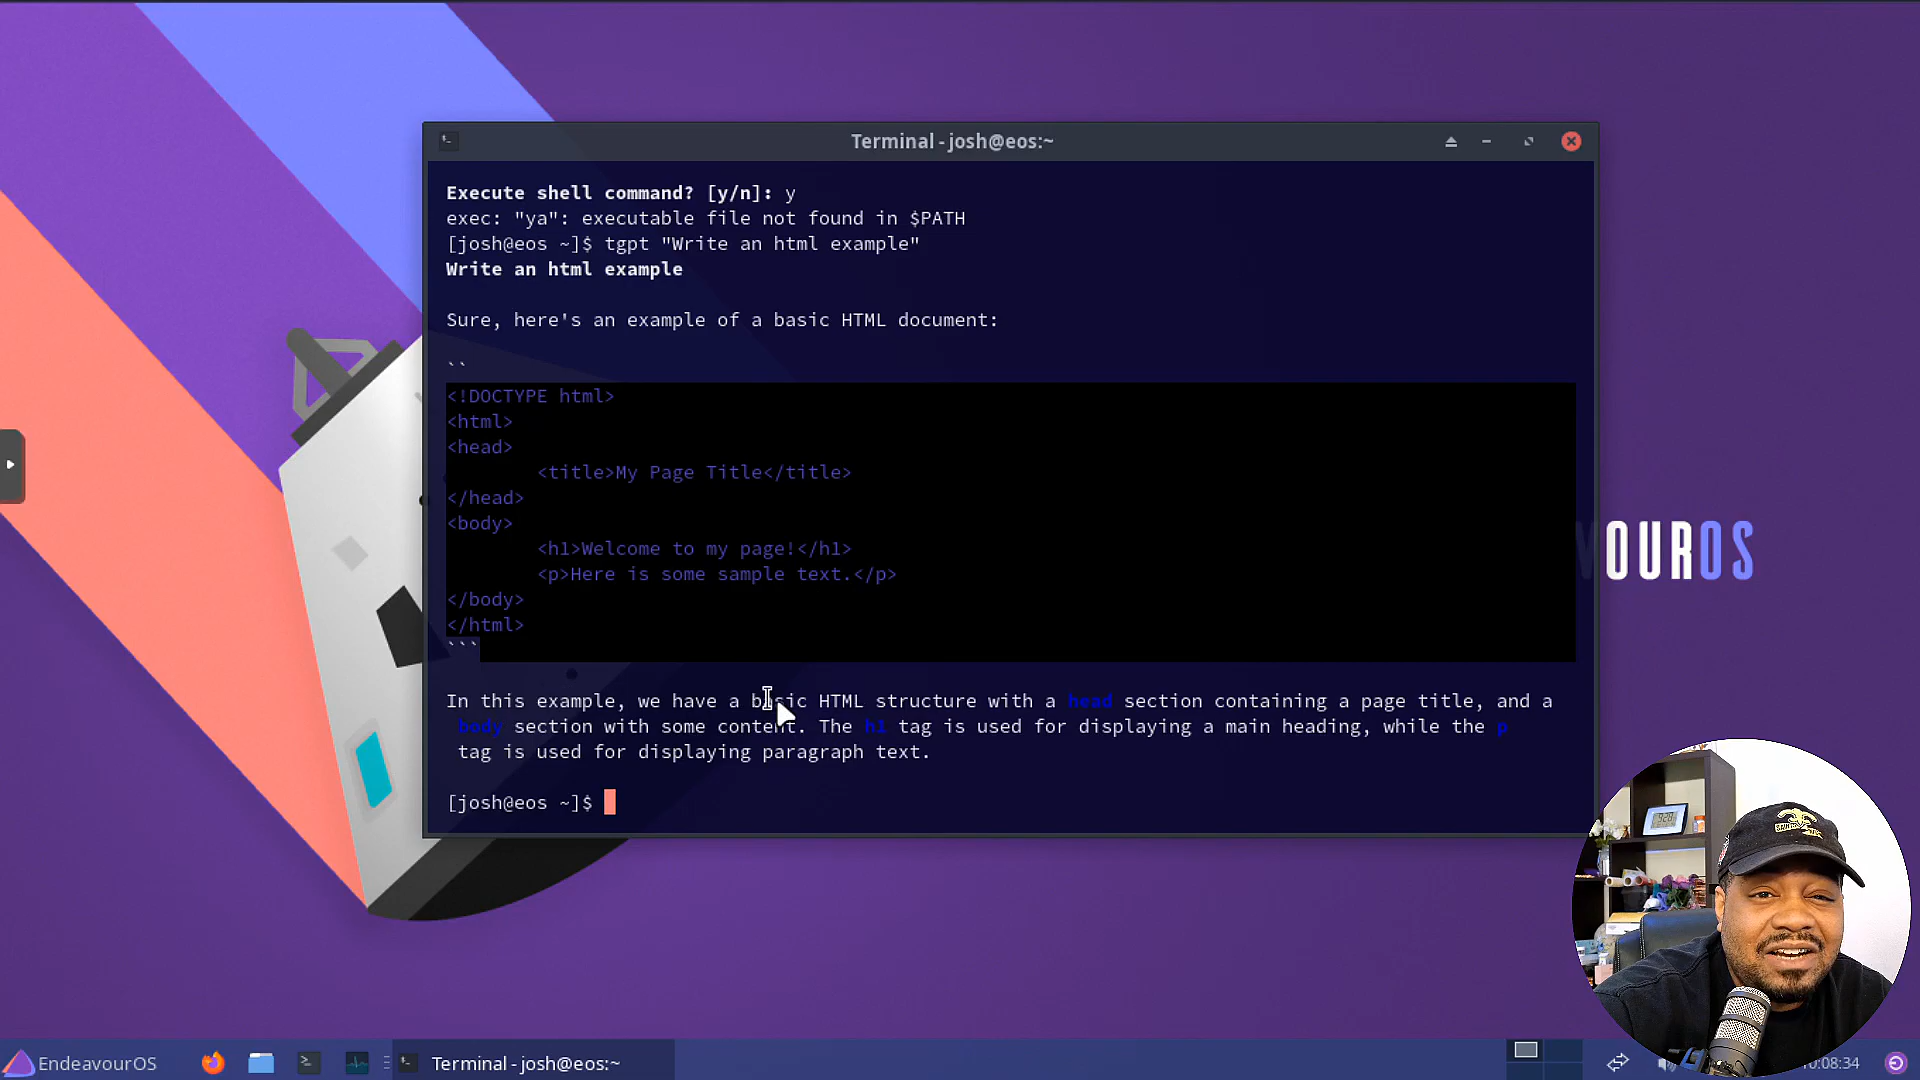 Terminal - josh@eos:~
Execute shell command? [y/n]: y
exec: "ya": executable file not found in $PATH
[josh@eos ~]$ tgpt "Write an html example"
Write an html example
Sure, here's an example of a basic HTML document:
``
<!DOCTYPE html>
<html>
<head>
<title>My Page Title</title>
</head>
<body>
<h1>Welcome to my page!</h1>
<p>Here is some sample text.</p>
</body>
</html>
```
In this example, we have a basic HTML structure with a head section containing a page title, and a
body section with some content. The h1 tag is used for displaying a main heading, while the p
tag is used for displaying paragraph text.
[josh@eos ~]$
OUROS
EndeavourOS
Terminal - josh@eos:~
0:08:34